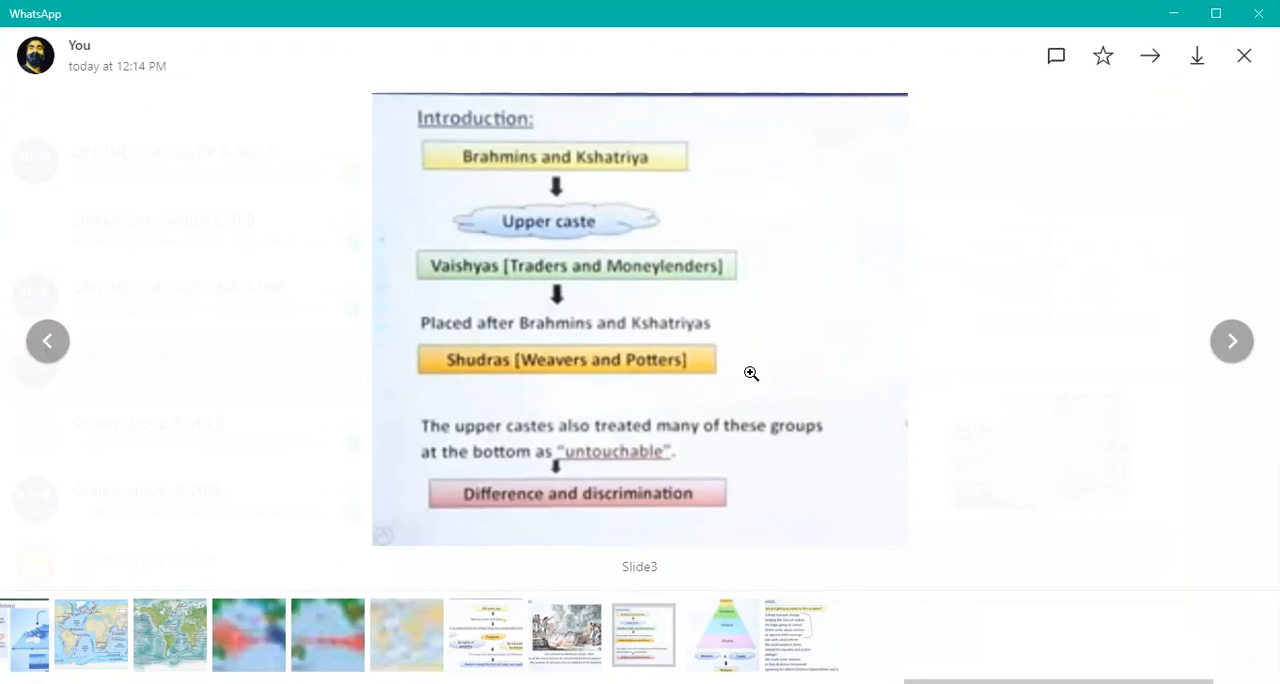 WhatsApp
You
today at 12:14 PM
Introduction:
Brahmins and Kshatriya
Upper caste
Vaishyas [Traders and Moneylenders]
Placed after Brahmins and Kshatriyas
Shudras [Weavers and Potters]
The upper castes also treated many of these groups
at the bottom as "untouchable".
Difference and discrimination
Slide3